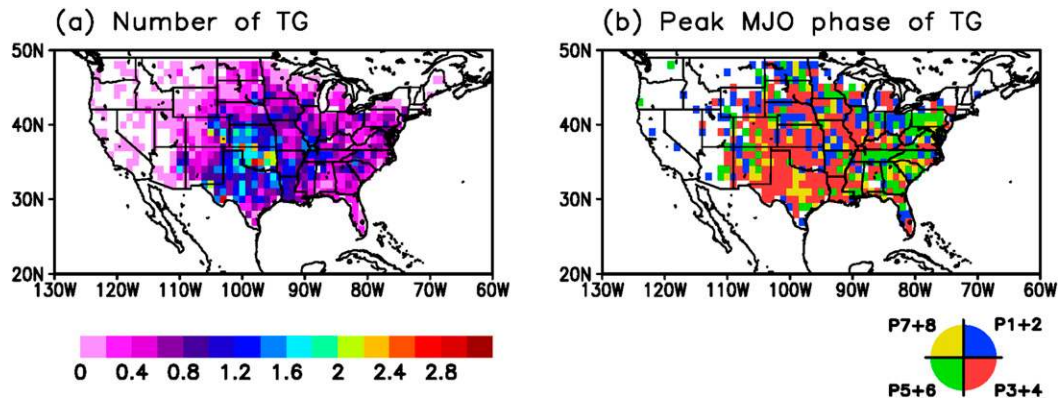 (a) Number of TG
(b) Peak MJO phase of TG
50N
40N
30N
20N
130W 120W 110W 100W 90W 80W 70W 60W
50N
40N
30N
20N
130W 120W 110W 100W 90W 80W 70W 60W
0 0.4 0.8 1.2 1.6 2 2.4 2.8
P7+8 P1+2
P5+6 P3+4